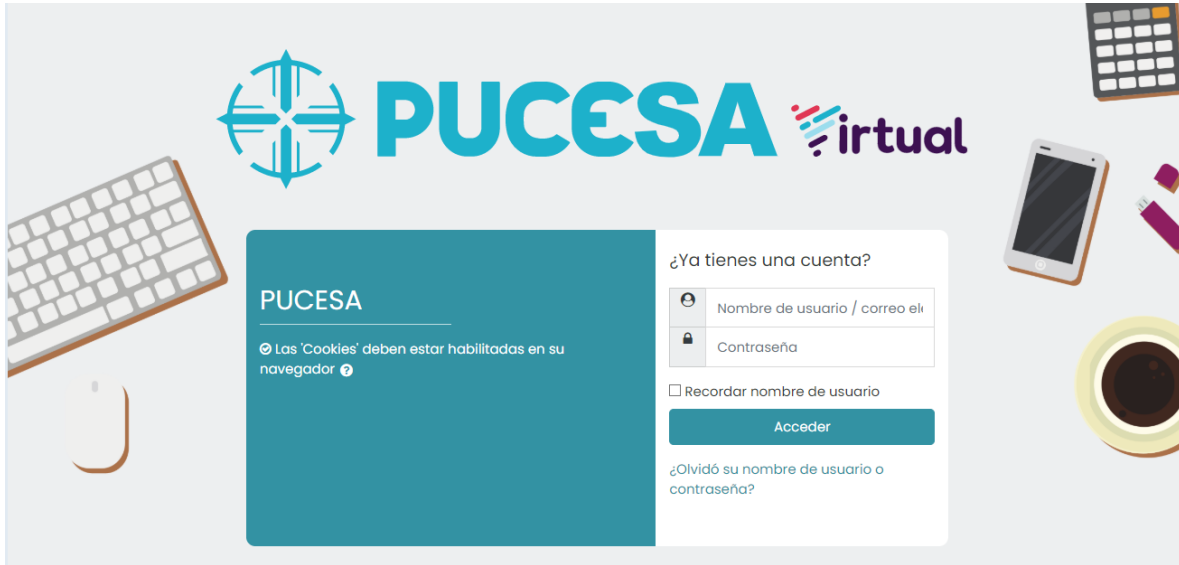 PUCESA Virtual
¿Ya tienes una cuenta?
Nombre de usuario / correo ele
Contraseña
Recordar nombre de usuario
Acceder
¿Olvidó su nombre de usuario o
contraseña?
PUCESA
Las 'Cookies' deben estar habilitadas en su
navegador